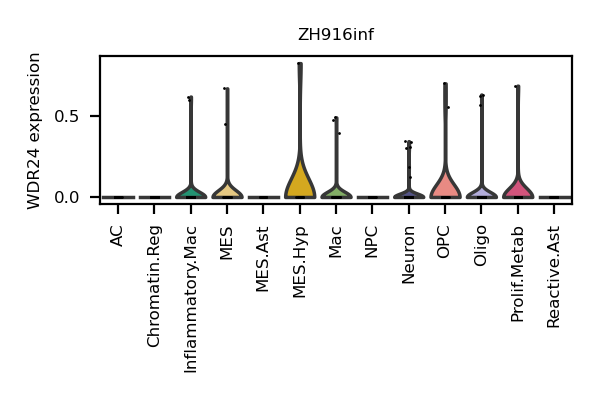 ZH916inf
WDR24 expression
0.5
0.0
AC
Chromatin.Reg
Inflammatory.Mac
MES
MES.Ast
MES.Hyp
Mac
NPC
Neuron
OPC
Oligo
Prolif.Metab
Reactive.Ast